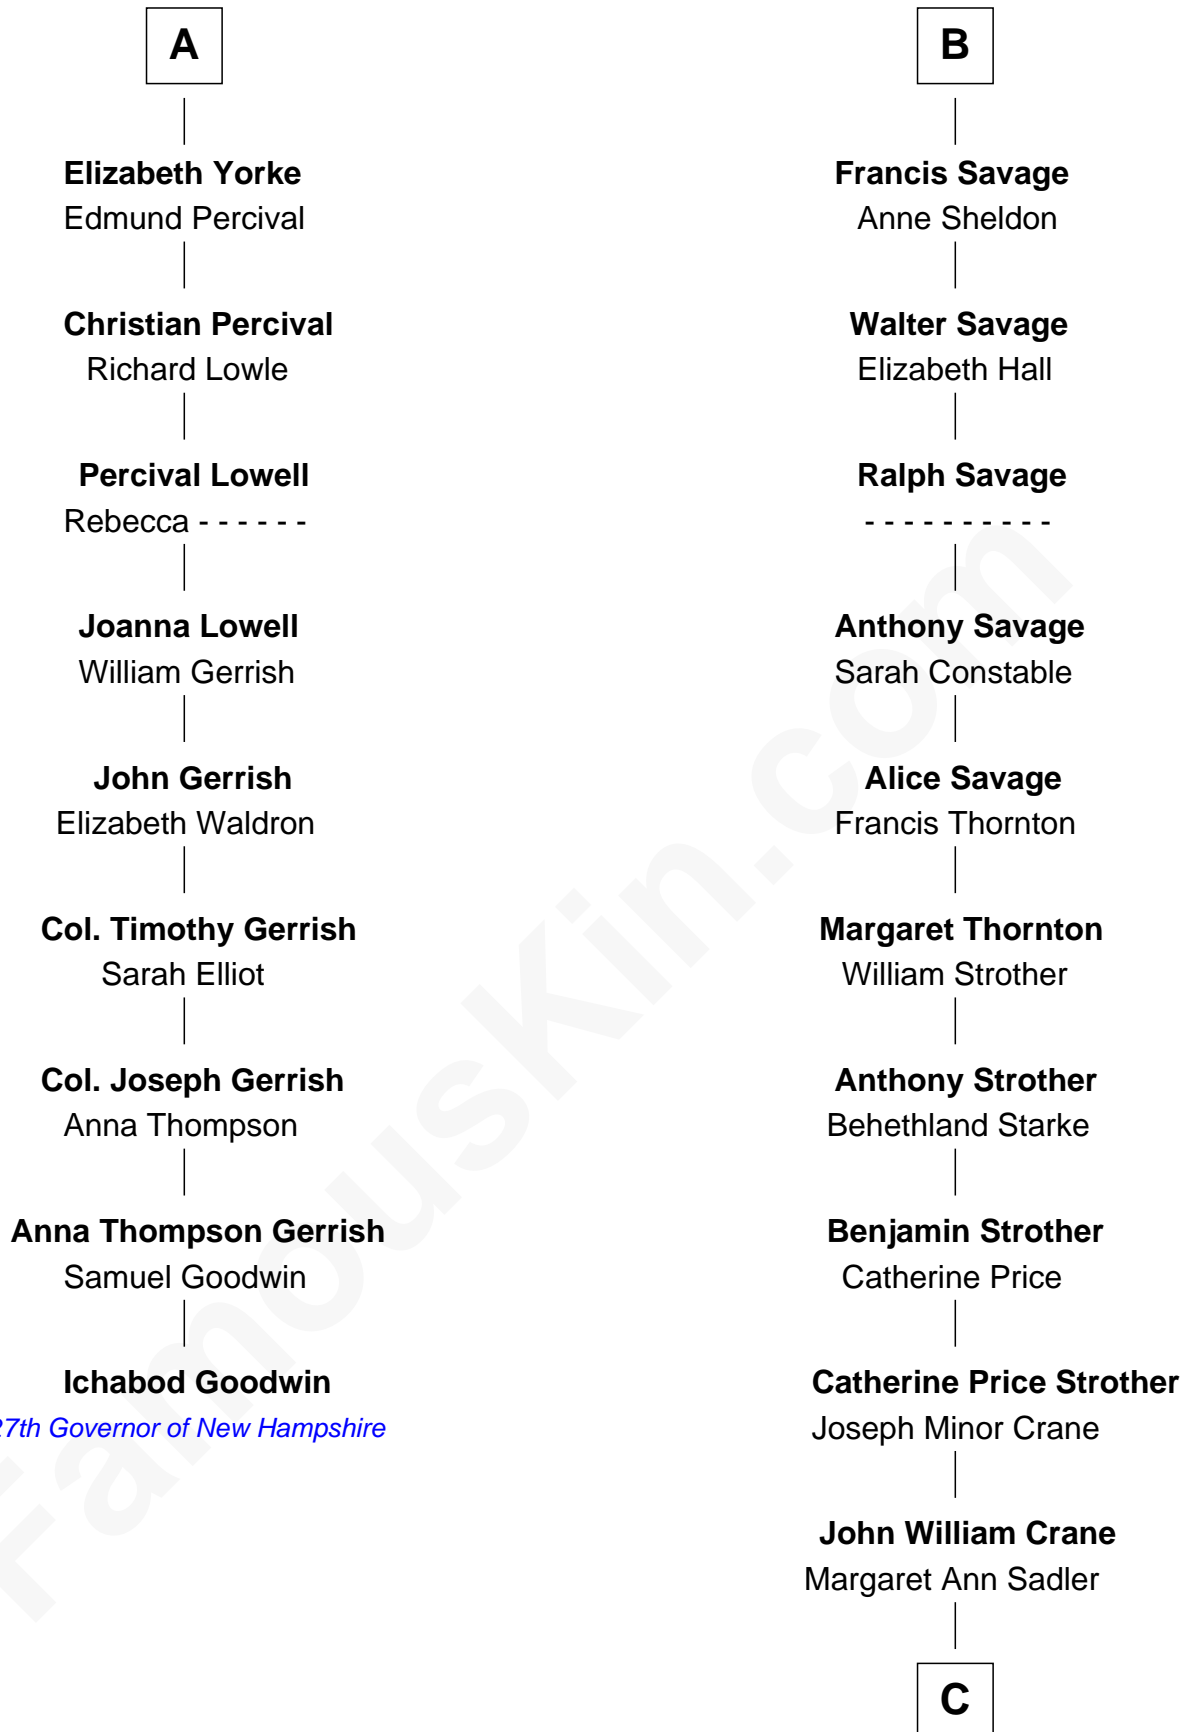 A
Elizabeth Yorke
Edmund Percival
Christian Percival
Richard Lowle
Percival Lowell
Rebecca - - - - - -
Joanna Lowell
William Gerrish
John Gerrish
Elizabeth Waldron
Col. Timothy Gerrish
Sarah Elliot
Col. Joseph Gerrish
Anna Thompson
Anna Thompson Gerrish
Samuel Goodwin
Ichabod Goodwin
27th Governor of New Hampshire
B
Francis Savage
Anne Sheldon
Walter Savage
Elizabeth Hall
Ralph Savage
- - - - - - - - - -
Anthony Savage
Sarah Constable
Alice Savage
Francis Thornton
Margaret Thornton
William Strother
Anthony Strother
Behethland Starke
Benjamin Strother
Catherine Price
Catherine Price Strother
Joseph Minor Crane
John William Crane
Margaret Ann Sadler
C
FamousKin.com